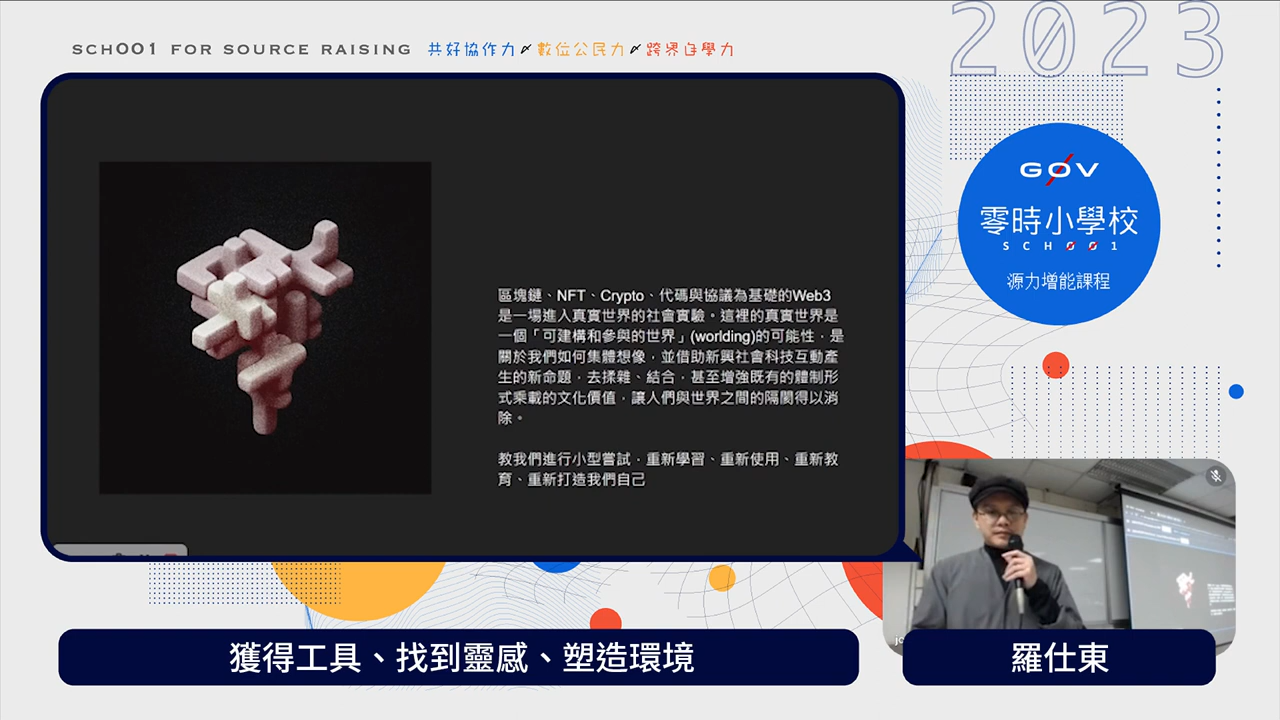 SCHOO1 FOR SOURCE RAISING 共好協作力 數位公民力 跨界自學力
2023
G0V
零時小學校
SCH001
源力增能課程
區塊鏈、NFT、Crypto、代碼與協議為基礎的Web3
是一場進入真實世界的社會實驗。這裡的真實世界是
一個「可建構和參與的世界」(worlding)的可能性,是
關於我們如何集體想像,並借助新興社會科技互動產
生的新命題,去揉雜、結合,甚至增強既有的體制形
式乘載的文化價值,讓人們與世界之間的隔閡得以消
除。
教我們進行小型嘗試,重新學習、重新使用、重新教
育、重新打造我們自己
獲得工具、找到靈感、塑造環境
羅仕東